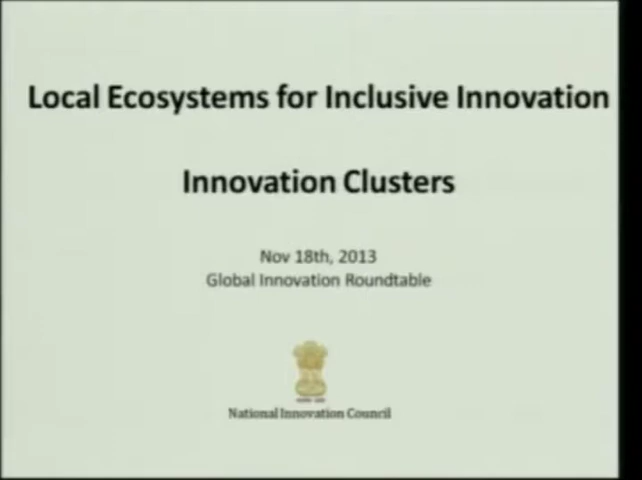 Local Ecosystems for Inclusive Innovation
Innovation Clusters
Nov 18th, 2013
Global Innovation Roundtable
National Innovation Council